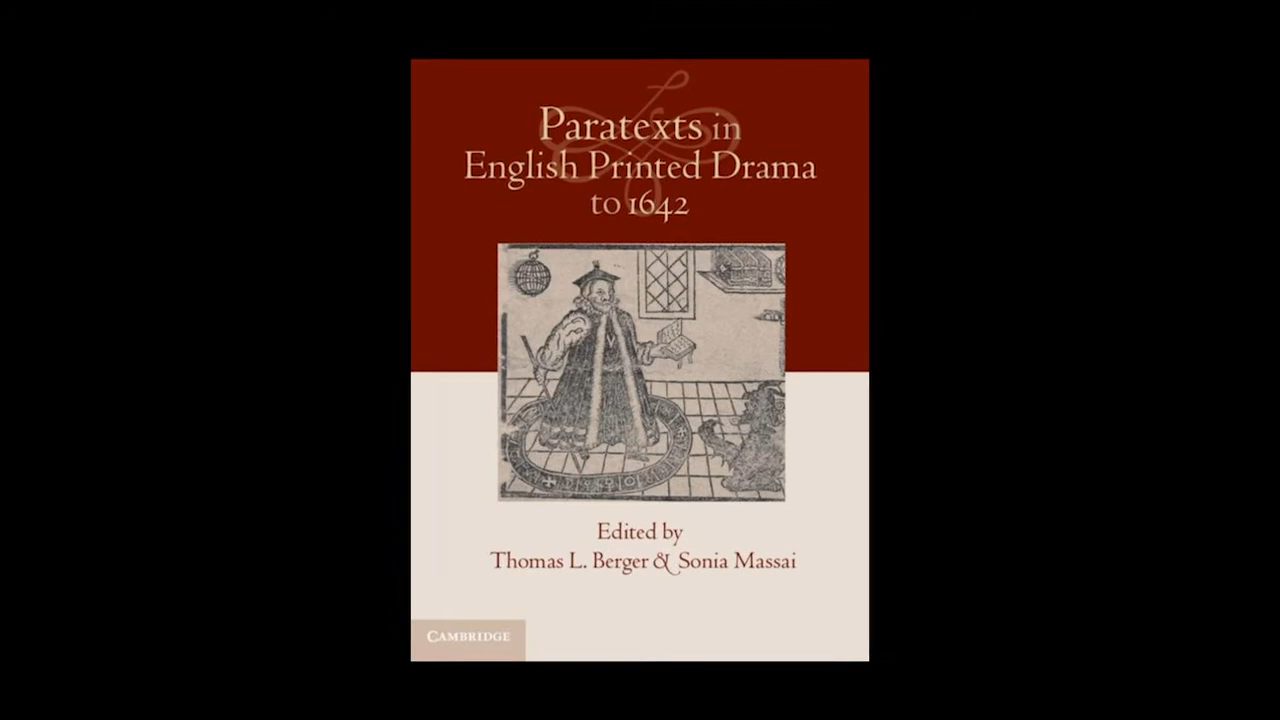 Paratexts in
English Printed Drama
to 1642
Edited by
Thomas L. Berger & Sonia Massai
CAMBRIDGE